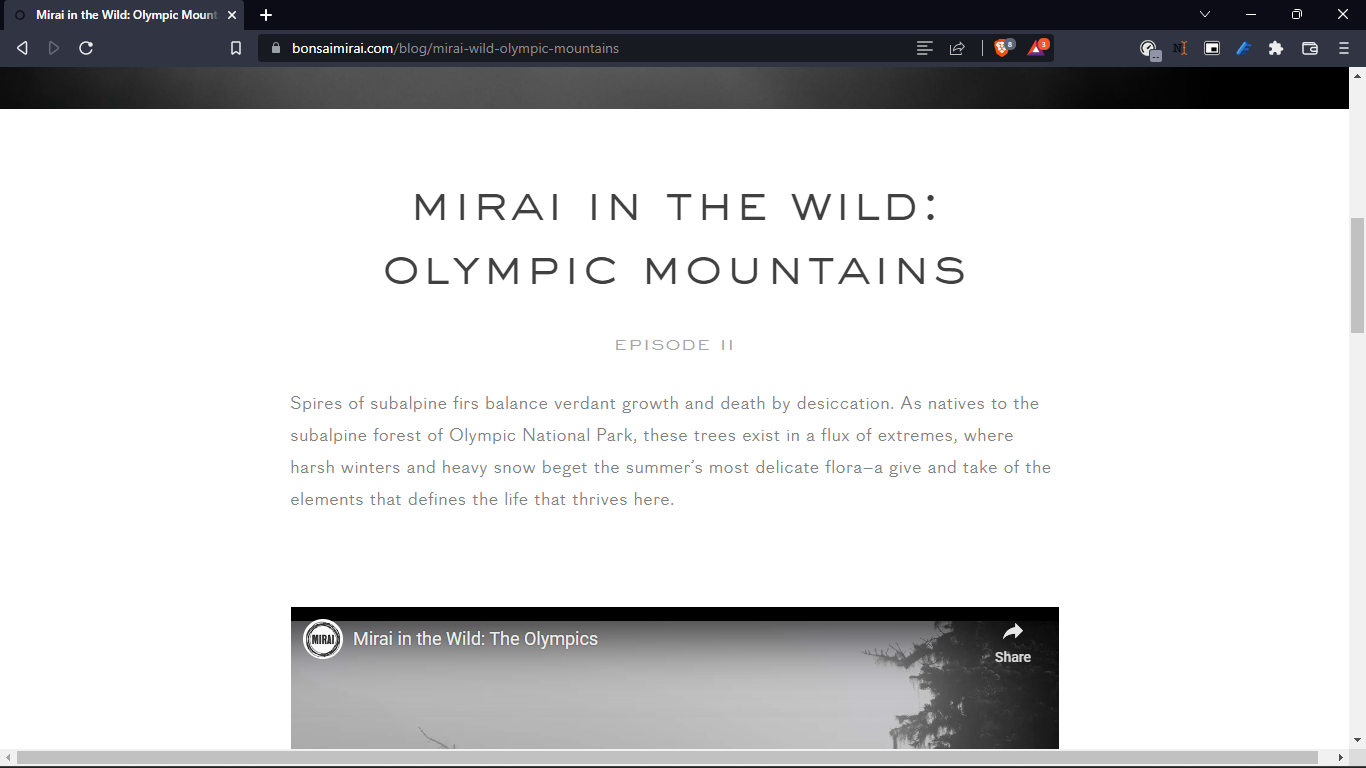 Mirai in the Wild: Olympic Mount
bonsaimirai.com/blog/mirai-wild-olympic-mountains
8
3
MIRAI IN THE WILD:
OLYMPIC MOUNTAINS
EPISODE II
Spires of subalpine firs balance verdant growth and death by desiccation. As natives to the
subalpine forest of Olympic National Park, these trees exist in a flux of extremes, where
harsh winters and heavy snow beget the summer’s most delicate flora–a give and take of the
elements that defines the life that thrives here.
MIRAI
Mirai in the Wild: The Olympics
Share